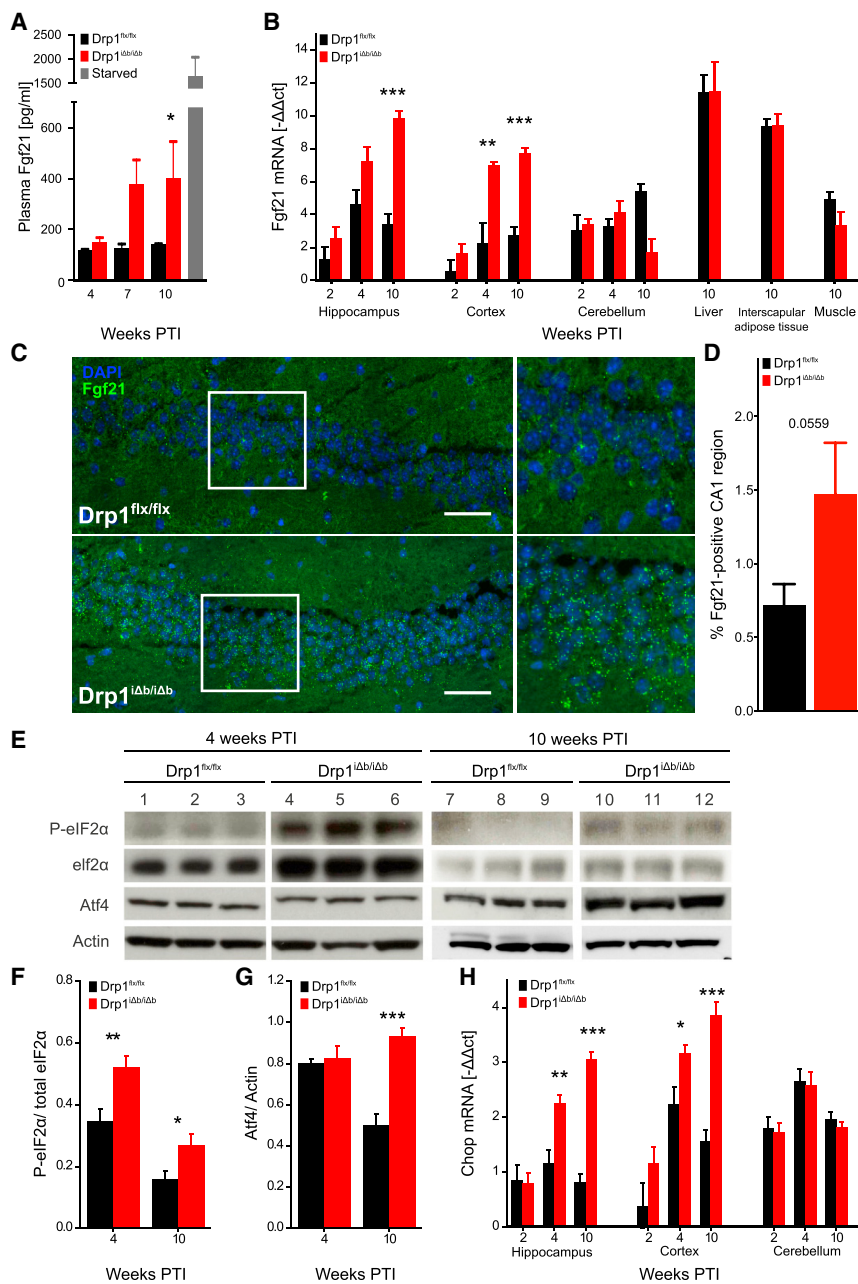 A
Drp1flx/flx
Drp1iΔb/iΔb
Starved
Plasma Fgf21 [pg/ml]
2500
1500
600
400
200
0
*
4 7 10
Weeks PTI
B
Drp1flx/flx
Drp1iΔb/iΔb
Fgf21 mRNA [-ΔΔct]
16
12
8
4
2
0
*** ** ***
2 4 10 2 4 10 2 4 10 10 10 10
Hippocampus Cortex Cerebellum Liver Interscapular adipose tissue Muscle
Weeks PTI
C
DAPI
Fgf21
Drp1flx/flx
Drp1iΔb/iΔb
D
Drp1flx/flx
Drp1iΔb/iΔb
% Fgf21-positive CA1 region
2.0
1.5
1.0
0.5
0.0
0.0559
E
4 weeks PTI 10 weeks PTI
Drp1flx/flx Drp1iΔb/iΔb Drp1flx/flx Drp1iΔb/iΔb
1 2 3 4 5 6 7 8 9 10 11 12
P-eIF2α
eIf2α
Atf4
Actin
F
Drp1flx/flx
Drp1iΔb/iΔb
P-eIF2α/ total eIF2α
0.8
0.6
0.4
0.2
0.0
** *
4 10
Weeks PTI
G
Drp1flx/flx
Drp1iΔb/iΔb
Atf4/ Actin
1.2
1.0
0.8
0.6
0.4
0.2
0.0
***
4 10
Weeks PTI
H
Drp1flx/flx
Drp1iΔb/iΔb
Chop mRNA [-ΔΔct]
4
3
2
1
0
** *** * ***
2 4 10 2 4 10 2 4 10
Hippocampus Cortex Cerebellum
Weeks PTI